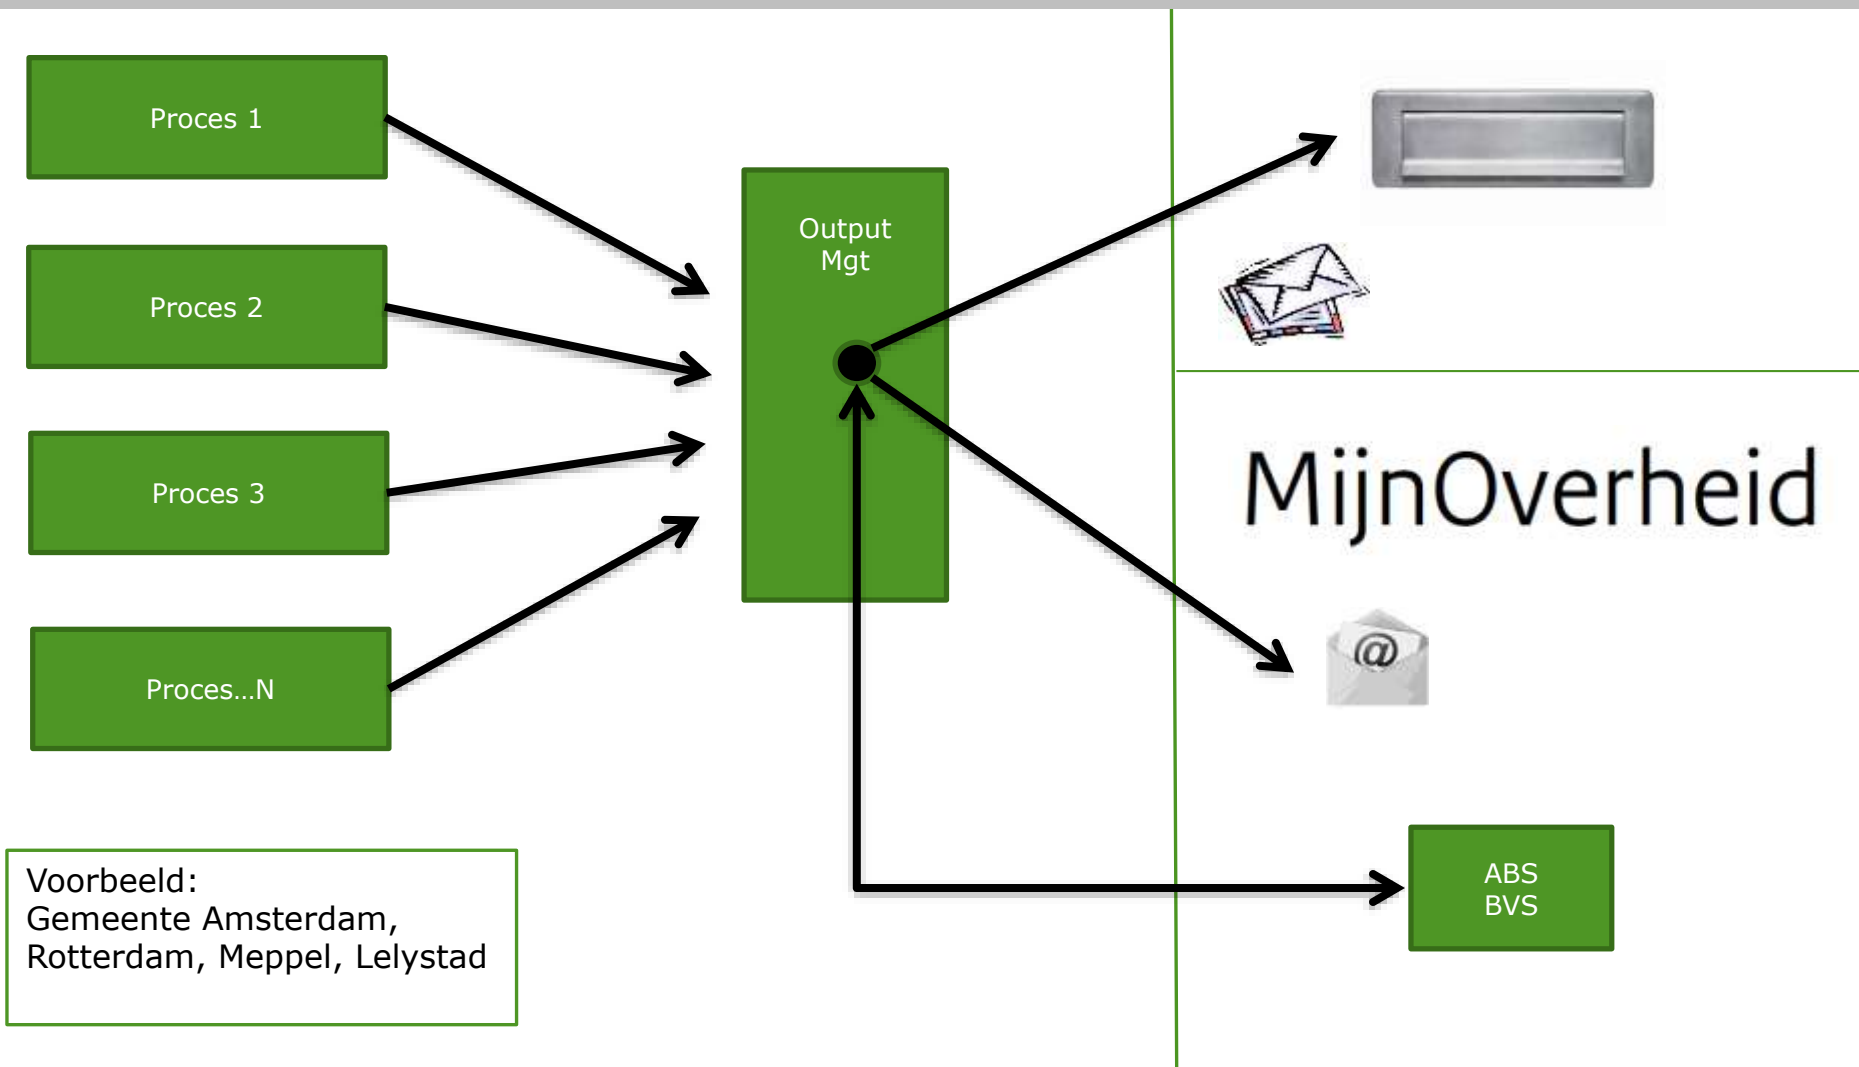 Proces 1
Proces 2
Proces 3
Proces...N
Output
Mgt
MijnOverheid
@
ABS
BVS
Voorbeeld:
Gemeente Amsterdam,
Rotterdam, Meppel, Lelystad